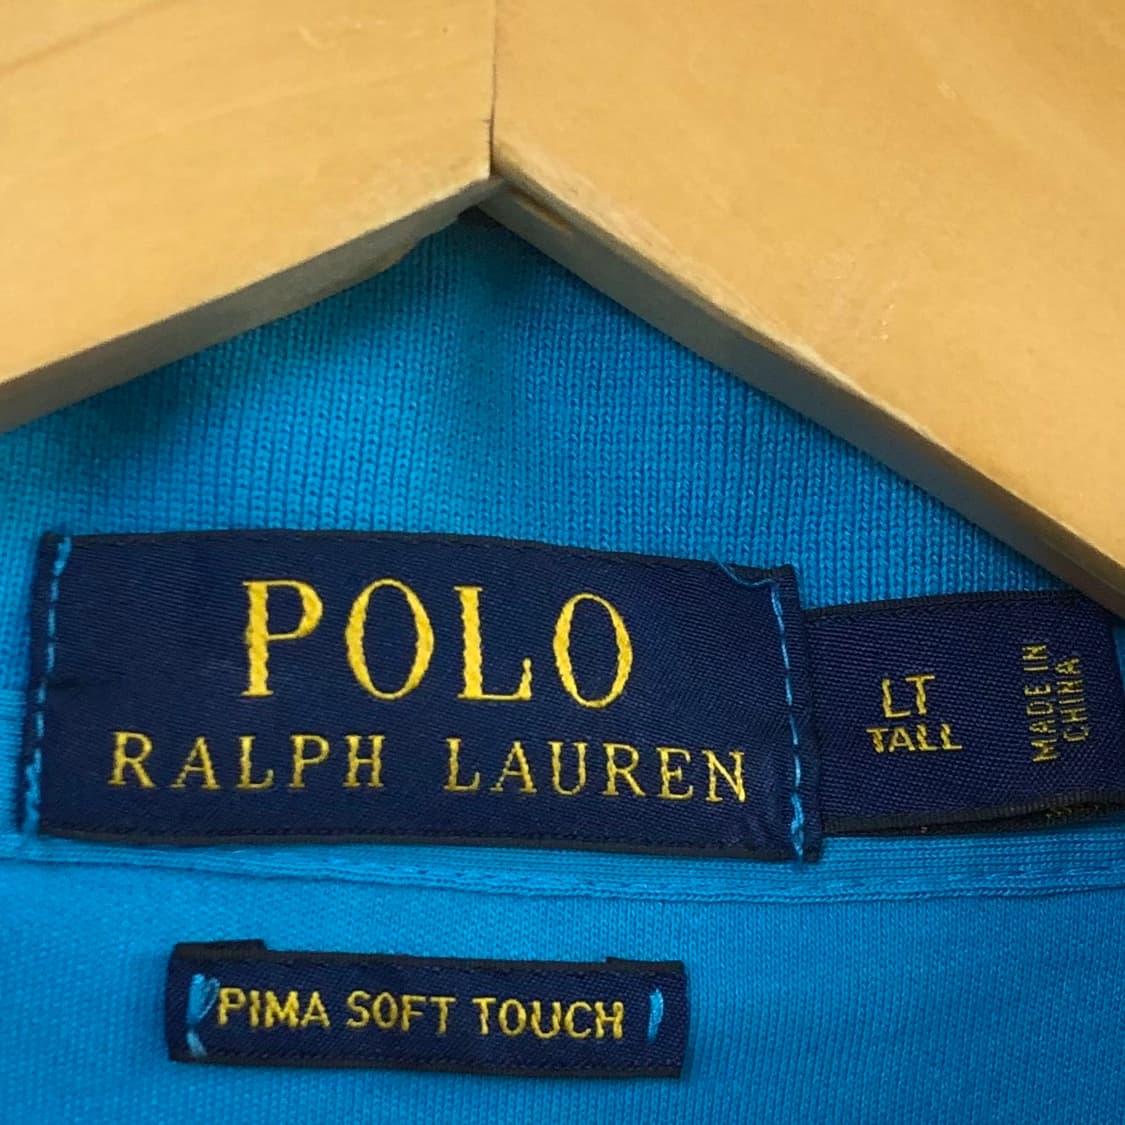 POLO
RALPH LAUREN
LT
TALL
MADE IN
CHINA
PIMA SOFT TOUCH